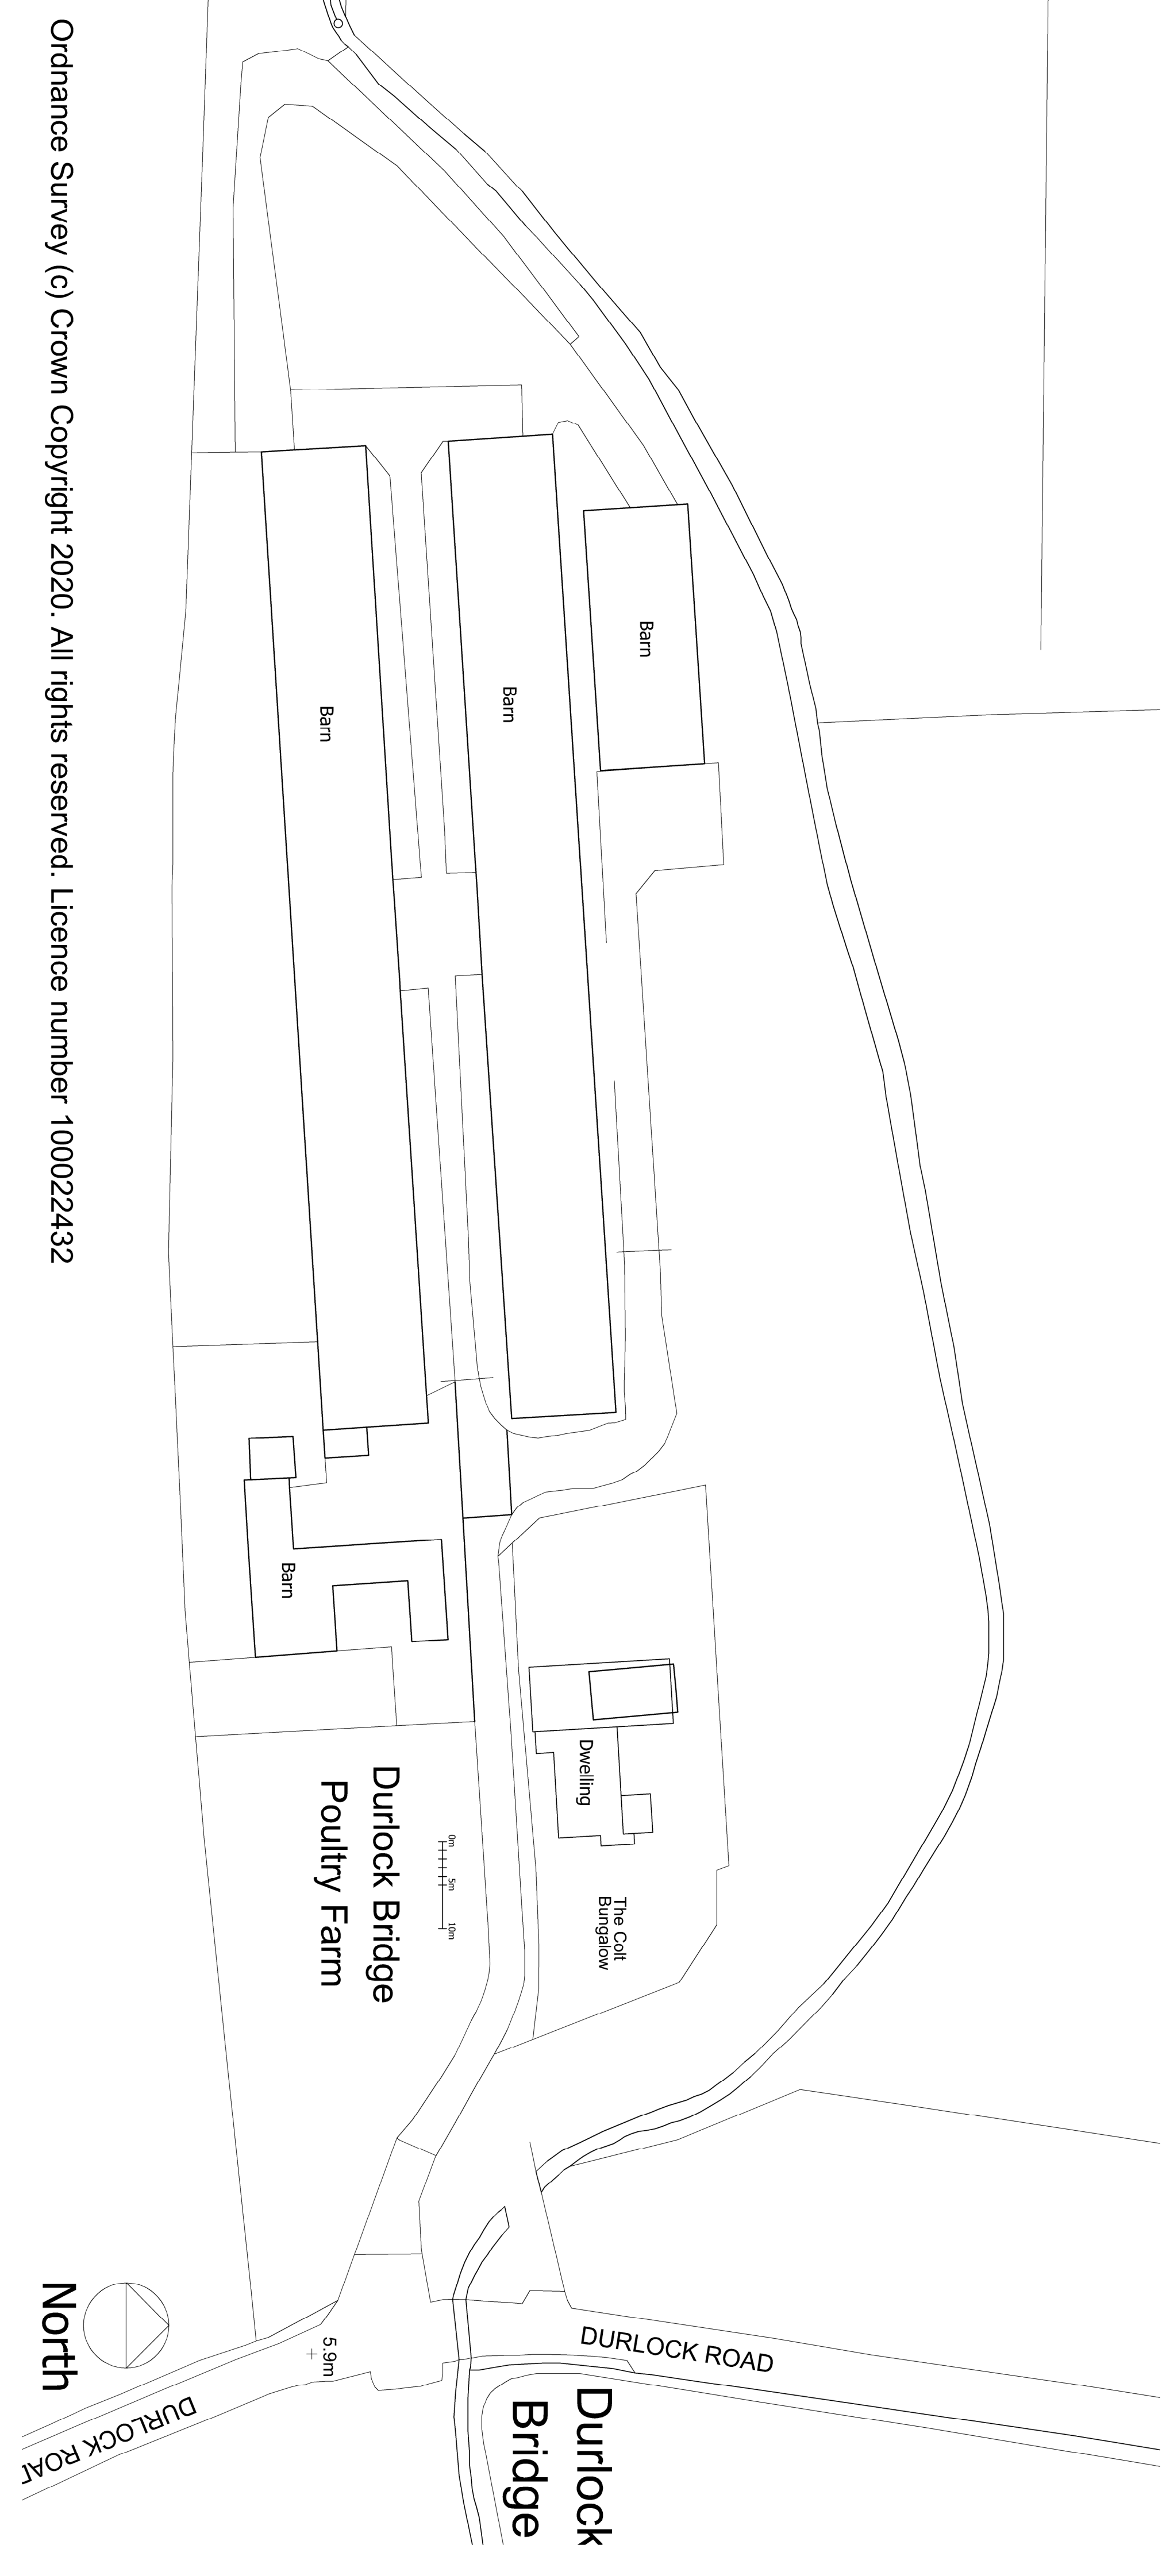 Ordnance Survey (c) Crown Copyright 2020. All rights reserved. Licence number 100022432
Barn
Barn
Barn
Barn
Dwelling
The Colt
Bungalow
0m
5m
10m
Durlock Bridge
Poultry Farm
DURLOCK ROAD
DURLOCK ROAD
5.9m
Durlock
Bridge
North